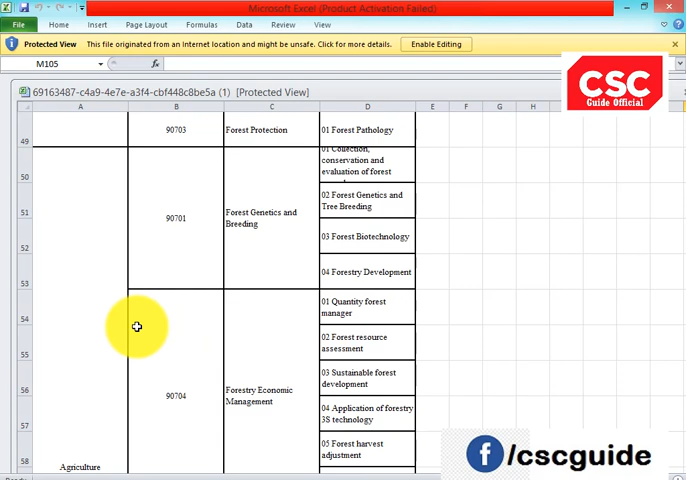 Microsoft Excel (Product Activation Failed)
File Home Insert Page Layout Formulas Data Review View
Protected View This file originated from an Internet location and might be unsafe. Click for more details. Enable Editing
M105 fx
CSC
Guide Official
69163487-c4a9-4e7e-a3f4-cbf448c8be5a (1) [Protected View]
A B C D E F G H
49 90703 Forest Protection 01 Forest Pathology
50 01 Collection,
conservation and
evaluation of forest
51 02 Forest Genetics and
Tree Breeding
90701 Forest Genetics and
Breeding
52 03 Forest Biotechnology
53 04 Forestry Development
54 01 Quantity forest
manager
55 02 Forest resource
assessment
56 03 Sustainable forest
development
90704 Forestry Economic
Management
57 04 Application of forestry
3S technology
58 05 Forest harvest
adjustment
Agriculture
f/cscguide